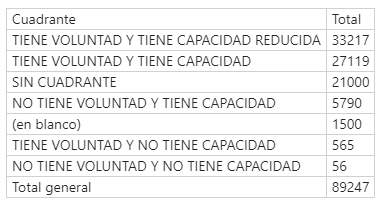 Cuadrante Total
TIENE VOLUNTAD Y TIENE CAPACIDAD REDUCIDA 33217
TIENE VOLUNTAD Y TIENE CAPACIDAD 27119
SIN CUADRANTE 21000
NO TIENE VOLUNTAD Y TIENE CAPACIDAD 5790
(en blanco) 1500
TIENE VOLUNTAD Y NO TIENE CAPACIDAD 565
NO TIENE VOLUNTAD Y NO TIENE CAPACIDAD 56
Total general 89247